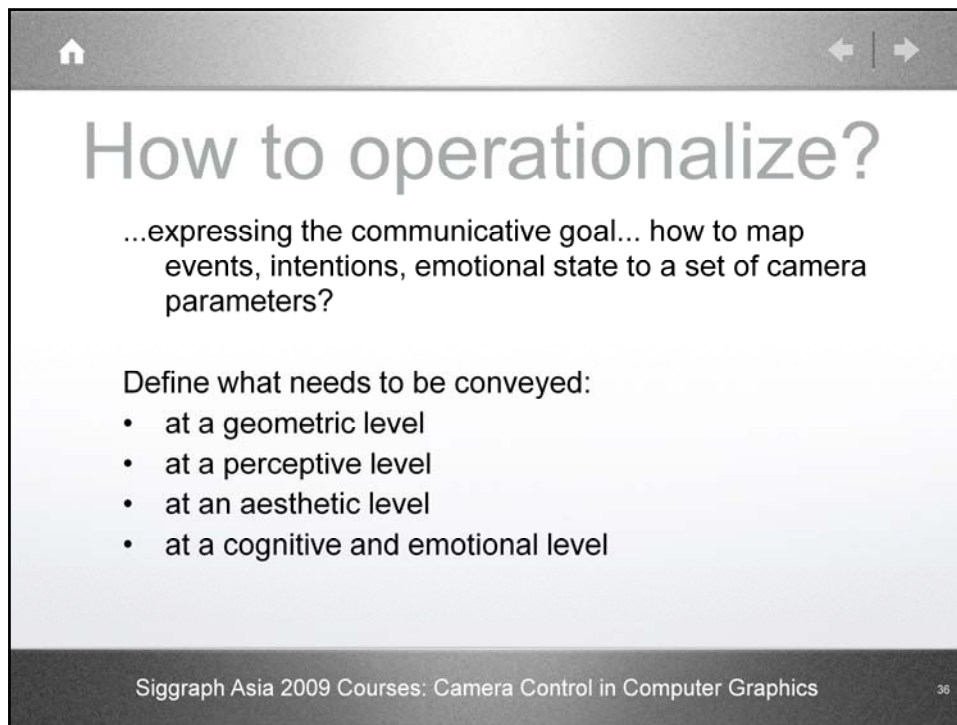 How to operationalize?
...expressing the communicative goal... how to map
events, intentions, emotional state to a set of camera
parameters?
Define what needs to be conveyed:
• at a geometric level
• at a perceptive level
• at an aesthetic level
• at a cognitive and emotional level
Siggraph Asia 2009 Courses: Camera Control in Computer Graphics
36